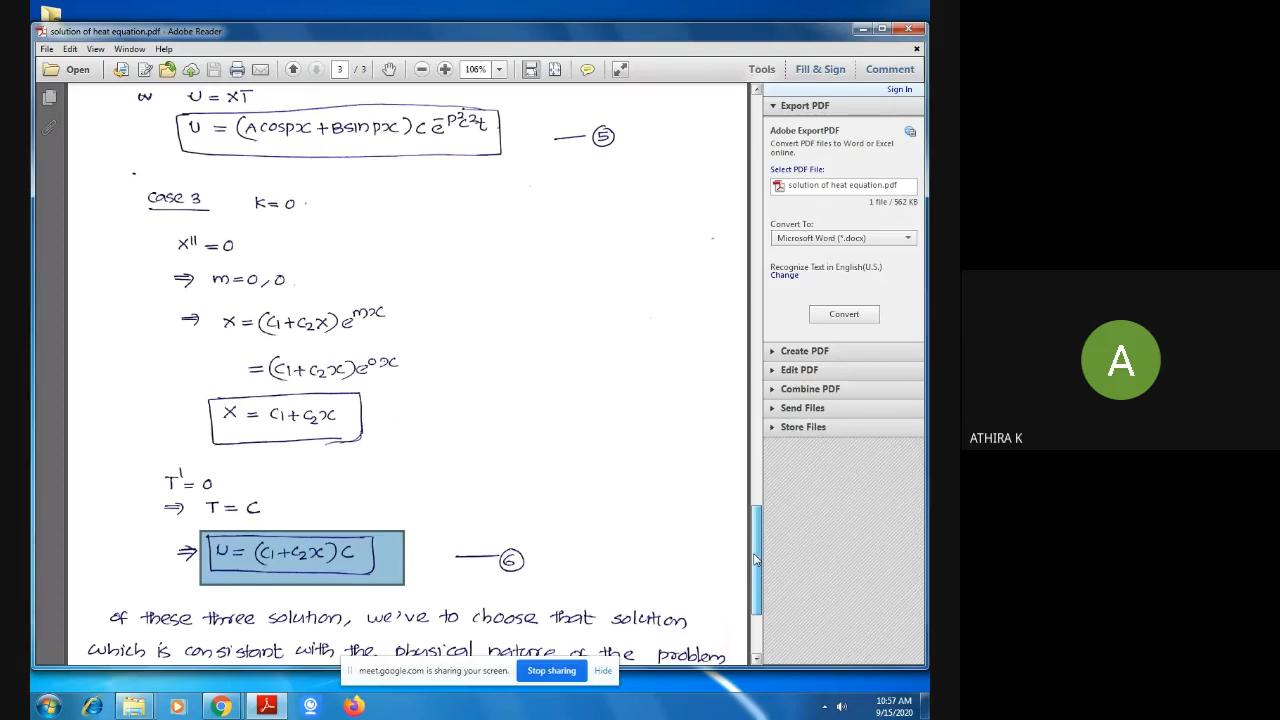 solution of heat equation.pdf - Adobe Reader
File Edit View Window Help
Open 3 / 3 106% Tools Fill & Sign Comment
Sign In
Export PDF
Adobe ExportPDF
Convert PDF files to Word or Excel online.
Select PDF File:
solution of heat equation.pdf
1 file / 562 KB
Convert To:
Microsoft Word (*.docx)
Recognize Text in English(U.S.)
Change
Convert
Create PDF
Edit PDF
Combine PDF
Send Files
Store Files
U = XT
U = (A cospx + B sinpx) C e^-p²c²t — ⑤
Case 3 K = 0
X'' = 0
⇒ m = 0, 0
⇒ X = (C1 + C2x) e^mx
= (C1 + C2x) e^0x
X = C1 + C2x
T' = 0
⇒ T = C
⇒ U = (C1 + C2x) C — ⑥
of these three solution, we've to choose that solution
which is consistant with the physical nature of the problem
meet.google.com is sharing your screen. Stop sharing Hide
10:57 AM
9/15/2020
A
ATHIRA K